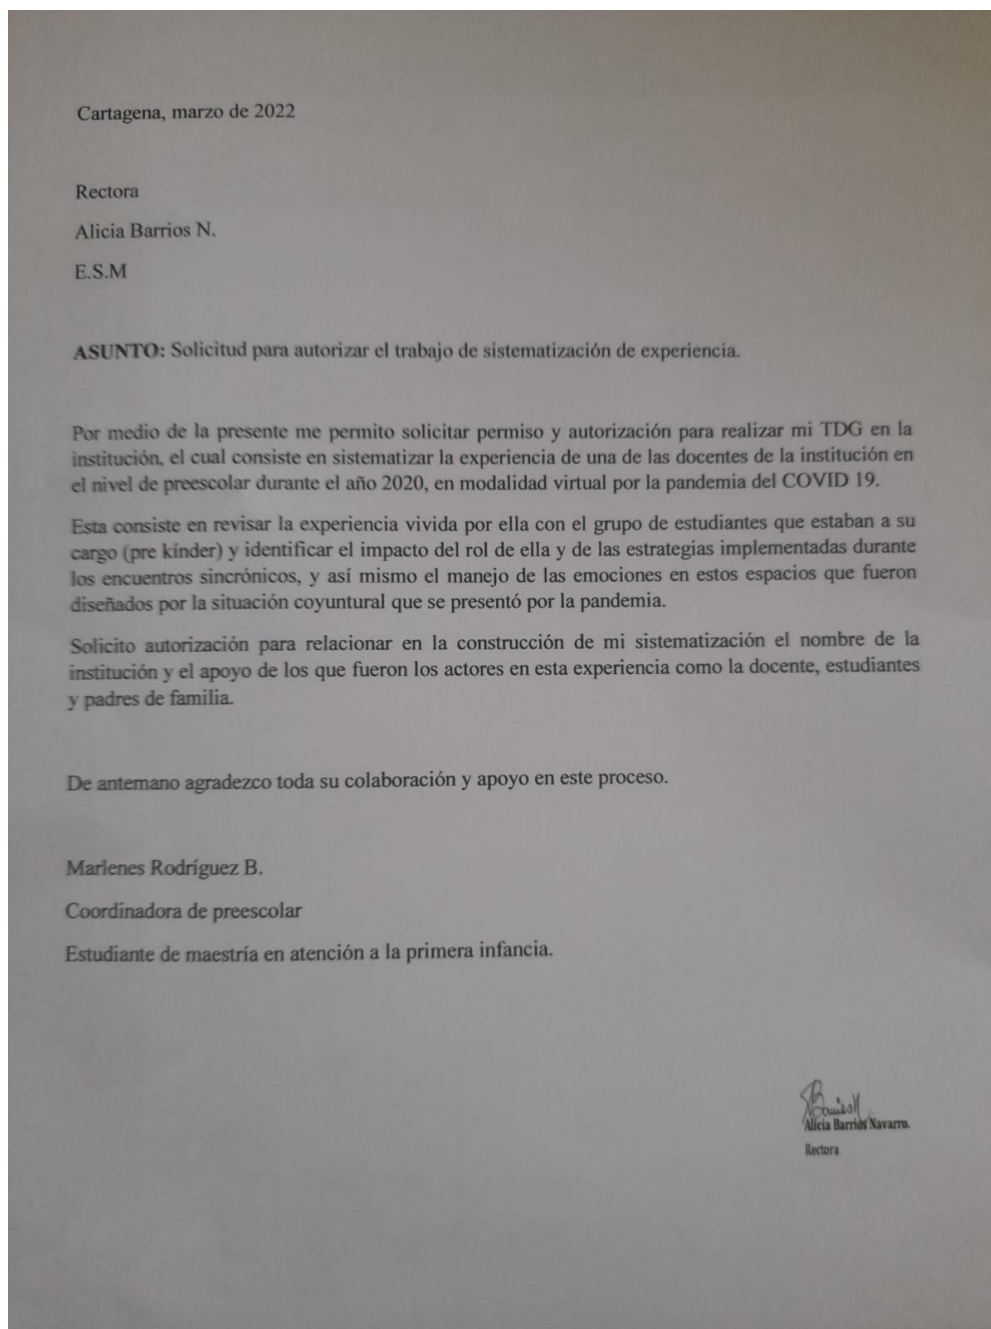 Cartagena, marzo de 2022
Rectora
Alicia Barrios N.
E.S.M
ASUNTO: Solicitud para autorizar el trabajo de sistematización de experiencia.
Por medio de la presente me permito solicitar permiso y autorización para realizar mi TDG en la
institución, el cual consiste en sistematizar la experiencia de una de las docentes de la institución en
el nivel de preescolar durante el año 2020, en modalidad virtual por la pandemia del COVID 19.
Esta consiste en revisar la experiencia vivida por ella con el grupo de estudiantes que estaban a su
cargo (pre kínder) y identificar el impacto del rol de ella y de las estrategias implementadas durante
los encuentros sincrónicos, y así mismo el manejo de las emociones en estos espacios que fueron
diseñados por la situación coyuntural que se presentó por la pandemia.
Solicito autorización para relacionar en la construcción de mi sistematización el nombre de la
institución y el apoyo de los que fueron los actores en esta experiencia como la docente, estudiantes
y padres de familia.
De antemano agradezco toda su colaboración y apoyo en este proceso.
Marlenes Rodríguez B.
Coordinadora de preescolar
Estudiante de maestría en atención a la primera infancia.
Alicia Barrios Navarro.
Rectora